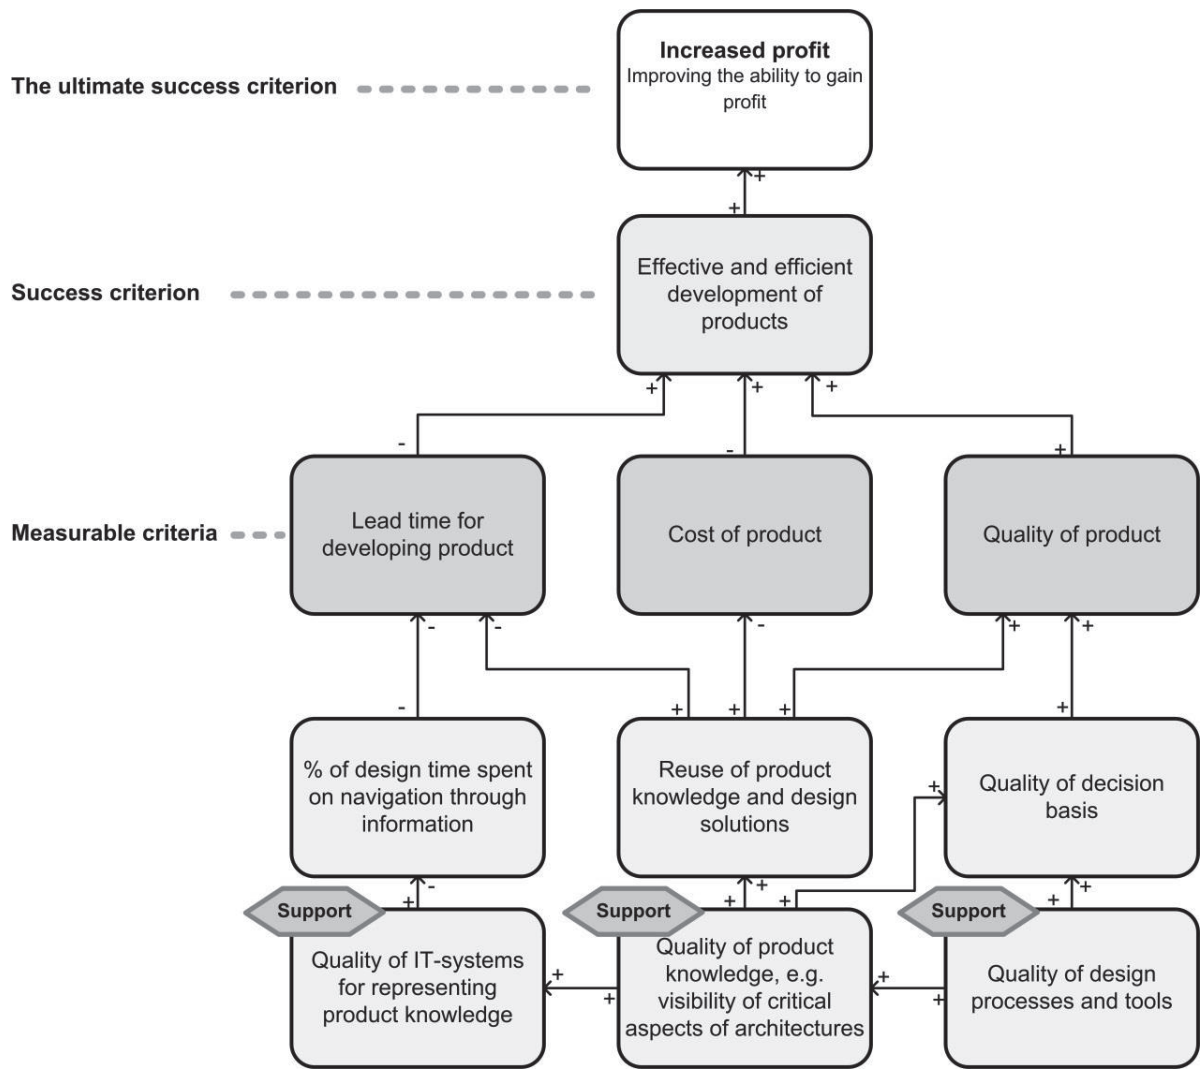 Increased profit
Improving the ability to gain
profit
The ultimate success criterion
+
+
Effective and efficient
development of
products
Success criterion
+
+
+
-
-
+
Lead time for
developing product
Cost of product
Quality of product
Measurable criteria
-
-
-
+
+
-
+
+
+
+
% of design time spent
on navigation through
information
Reuse of product
knowledge and design
solutions
Quality of decision
basis
+
-
+
+
+
+
+
+
Support
Support
Support
Quality of IT-systems
for representing
product knowledge
Quality of product
knowledge, e.g.
visibility of critical
aspects of architectures
Quality of design
processes and tools
+
+
+
+